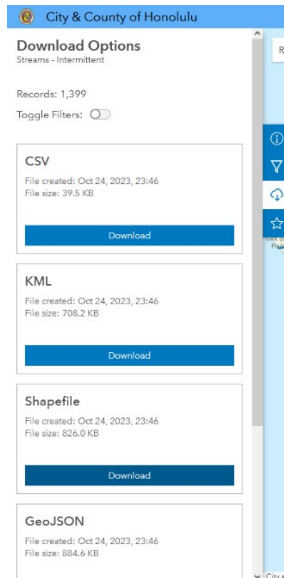 City & County of Honolulu
Download Options
Streams - Intermittent
Records: 1,399
Toggle Filters:
CSV
File created: Oct 24, 2023, 23:46
File size: 39.5 KB
Download
KML
File created: Oct 24, 2023, 23:46
File size: 708.2 KB
Download
Shapefile
File created: Oct 24, 2023, 23:46
File size: 826.0 KB
Download
GeoJSON
File created: Oct 24, 2023, 23:46
File size: 884.6 KB